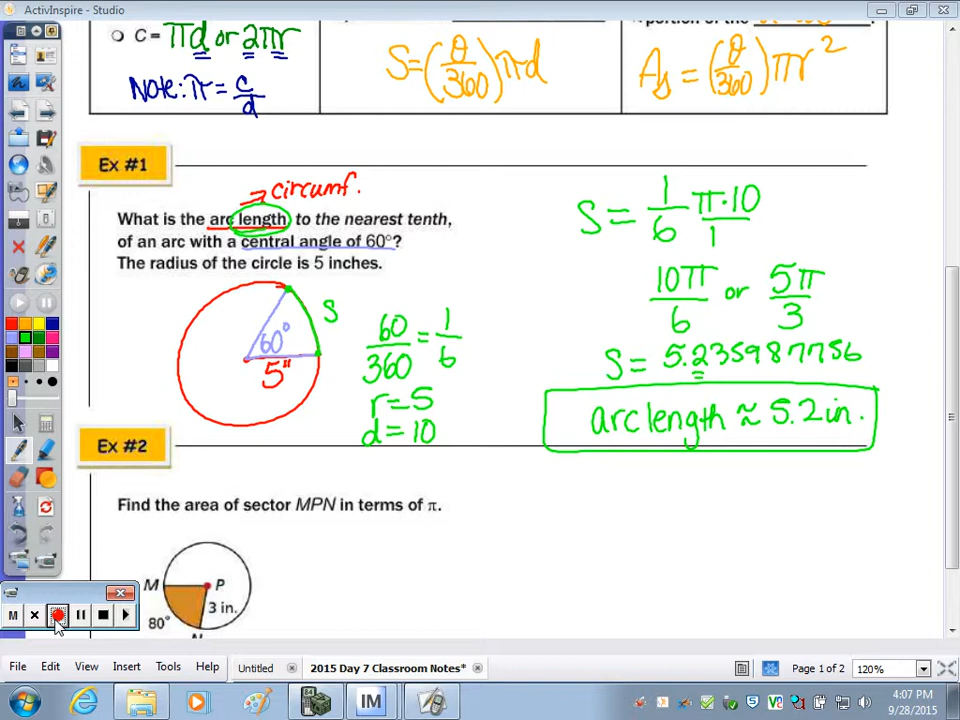 ActivInspire - Studio
portion of the
C = πd or 2πr
Note: π = c/d
S = (θ/360) πd
As = (θ/360) πr²
Ex #1
⇒ circumf.
What is the arc length to the nearest tenth,
of an arc with a central angle of 60°?
The radius of the circle is 5 inches.
S
60°
5"
60/360 = 1/6
r = 5
d = 10
S = 1/6 π·10/1
10π/6 or 5π/3
S = 5.235987756
arc length ≈ 5.2 in.
Ex #2
Find the area of sector MPN in terms of π.
M
P
3 in.
80°
N
M
File Edit View Insert Tools Help
Untitled
2015 Day 7 Classroom Notes*
Page 1 of 2
120%
IM
4:07 PM
9/28/2015